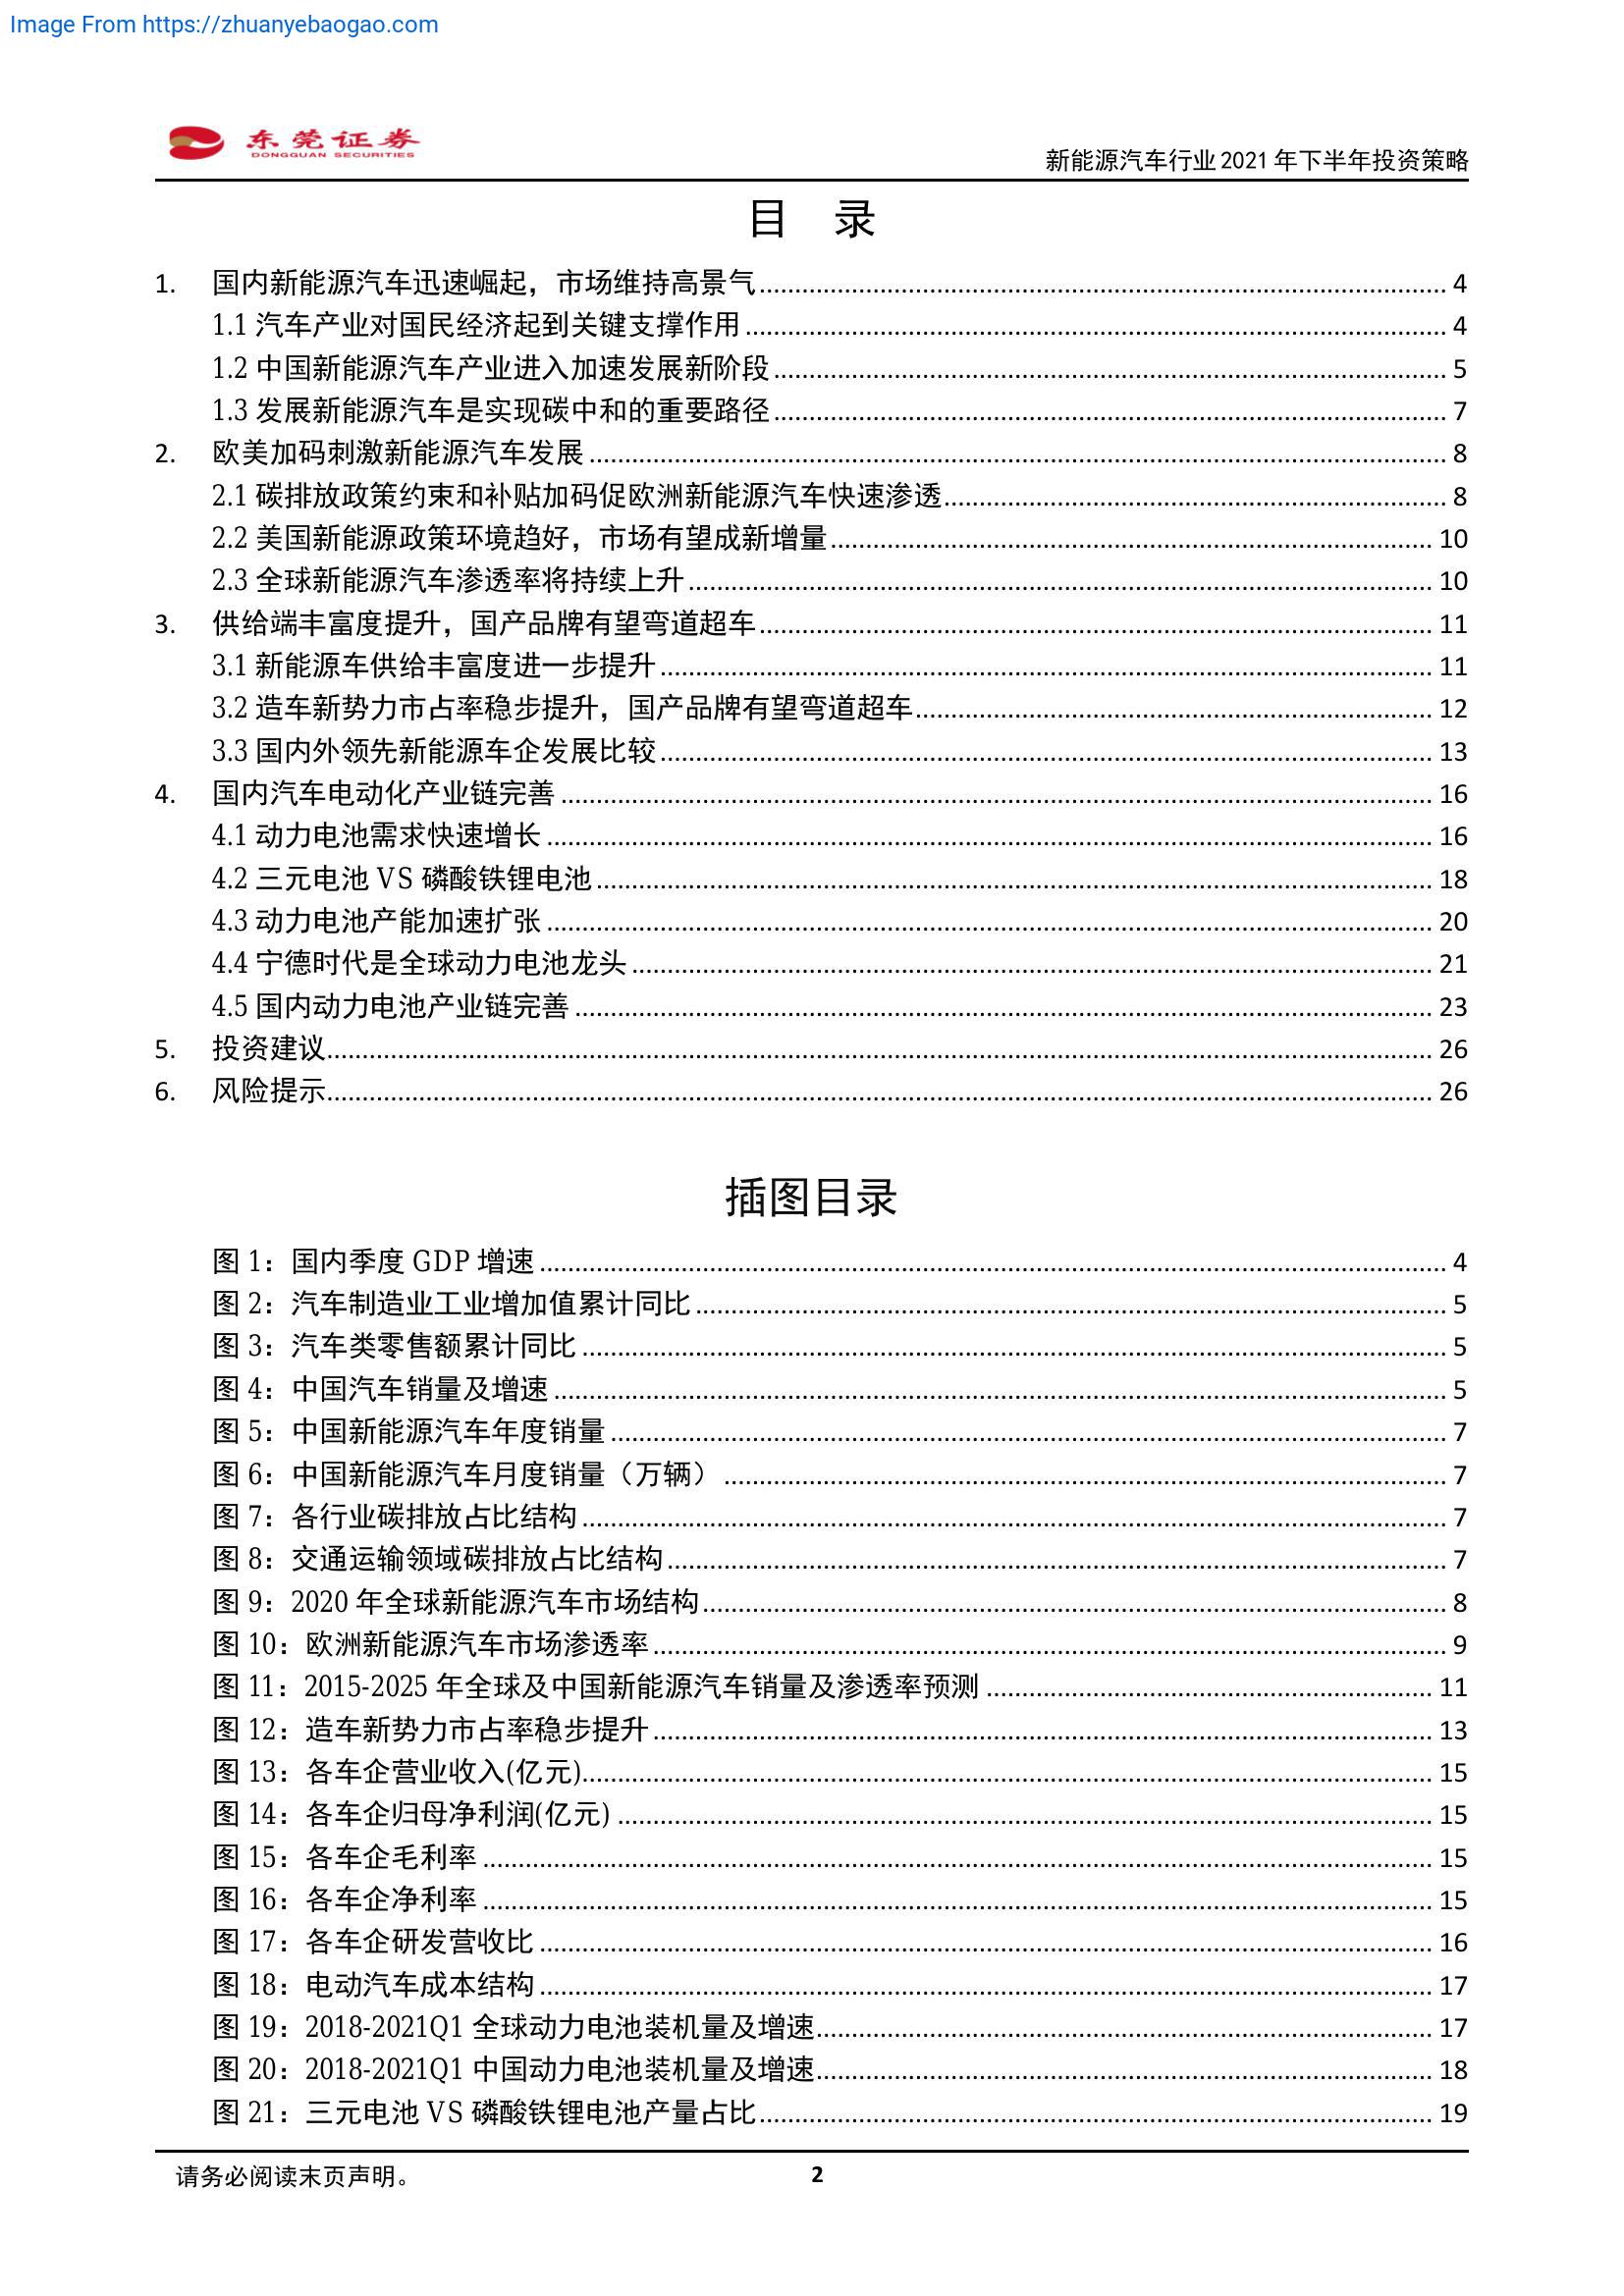 Image From https://zhuanyebaogao.com
东莞证券
DONGGUAN SECURITIES
新能源汽车行业 2021 年下半年投资策略
目 录
1. 国内新能源汽车迅速崛起，市场维持高景气 4
1.1 汽车产业对国民经济起到关键支撑作用 4
1.2 中国新能源汽车产业进入加速发展新阶段 5
1.3 发展新能源汽车是实现碳中和的重要路径 7
2. 欧美加码刺激新能源汽车发展 8
2.1 碳排放政策约束和补贴加码促欧洲新能源汽车快速渗透 8
2.2 美国新能源政策环境趋好，市场有望成新增量 10
2.3 全球新能源汽车渗透率将持续上升 10
3. 供给端丰富度提升，国产品牌有望弯道超车 11
3.1 新能源车供给丰富度进一步提升 11
3.2 造车新势力市占率稳步提升，国产品牌有望弯道超车 12
3.3 国内外领先新能源车企发展比较 13
4. 国内汽车电动化产业链完善 16
4.1 动力电池需求快速增长 16
4.2 三元电池 VS 磷酸铁锂电池 18
4.3 动力电池产能加速扩张 20
4.4 宁德时代是全球动力电池龙头 21
4.5 国内动力电池产业链完善 23
5. 投资建议 26
6. 风险提示 26
插图目录
图 1：国内季度 GDP 增速 4
图 2：汽车制造业工业增加值累计同比 5
图 3：汽车类零售额累计同比 5
图 4：中国汽车销量及增速 5
图 5：中国新能源汽车年度销量 7
图 6：中国新能源汽车月度销量（万辆） 7
图 7：各行业碳排放占比结构 7
图 8：交通运输领域碳排放占比结构 7
图 9：2020 年全球新能源汽车市场结构 8
图 10：欧洲新能源汽车市场渗透率 9
图 11：2015-2025 年全球及中国新能源汽车销量及渗透率预测 11
图 12：造车新势力市占率稳步提升 13
图 13：各车企营业收入(亿元) 15
图 14：各车企归母净利润(亿元) 15
图 15：各车企毛利率 15
图 16：各车企净利率 15
图 17：各车企研发营收比 16
图 18：电动汽车成本结构 17
图 19：2018-2021Q1 全球动力电池装机量及增速 17
图 20：2018-2021Q1 中国动力电池装机量及增速 18
图 21：三元电池 VS 磷酸铁锂电池产量占比 19
请务必阅读末页声明。 2